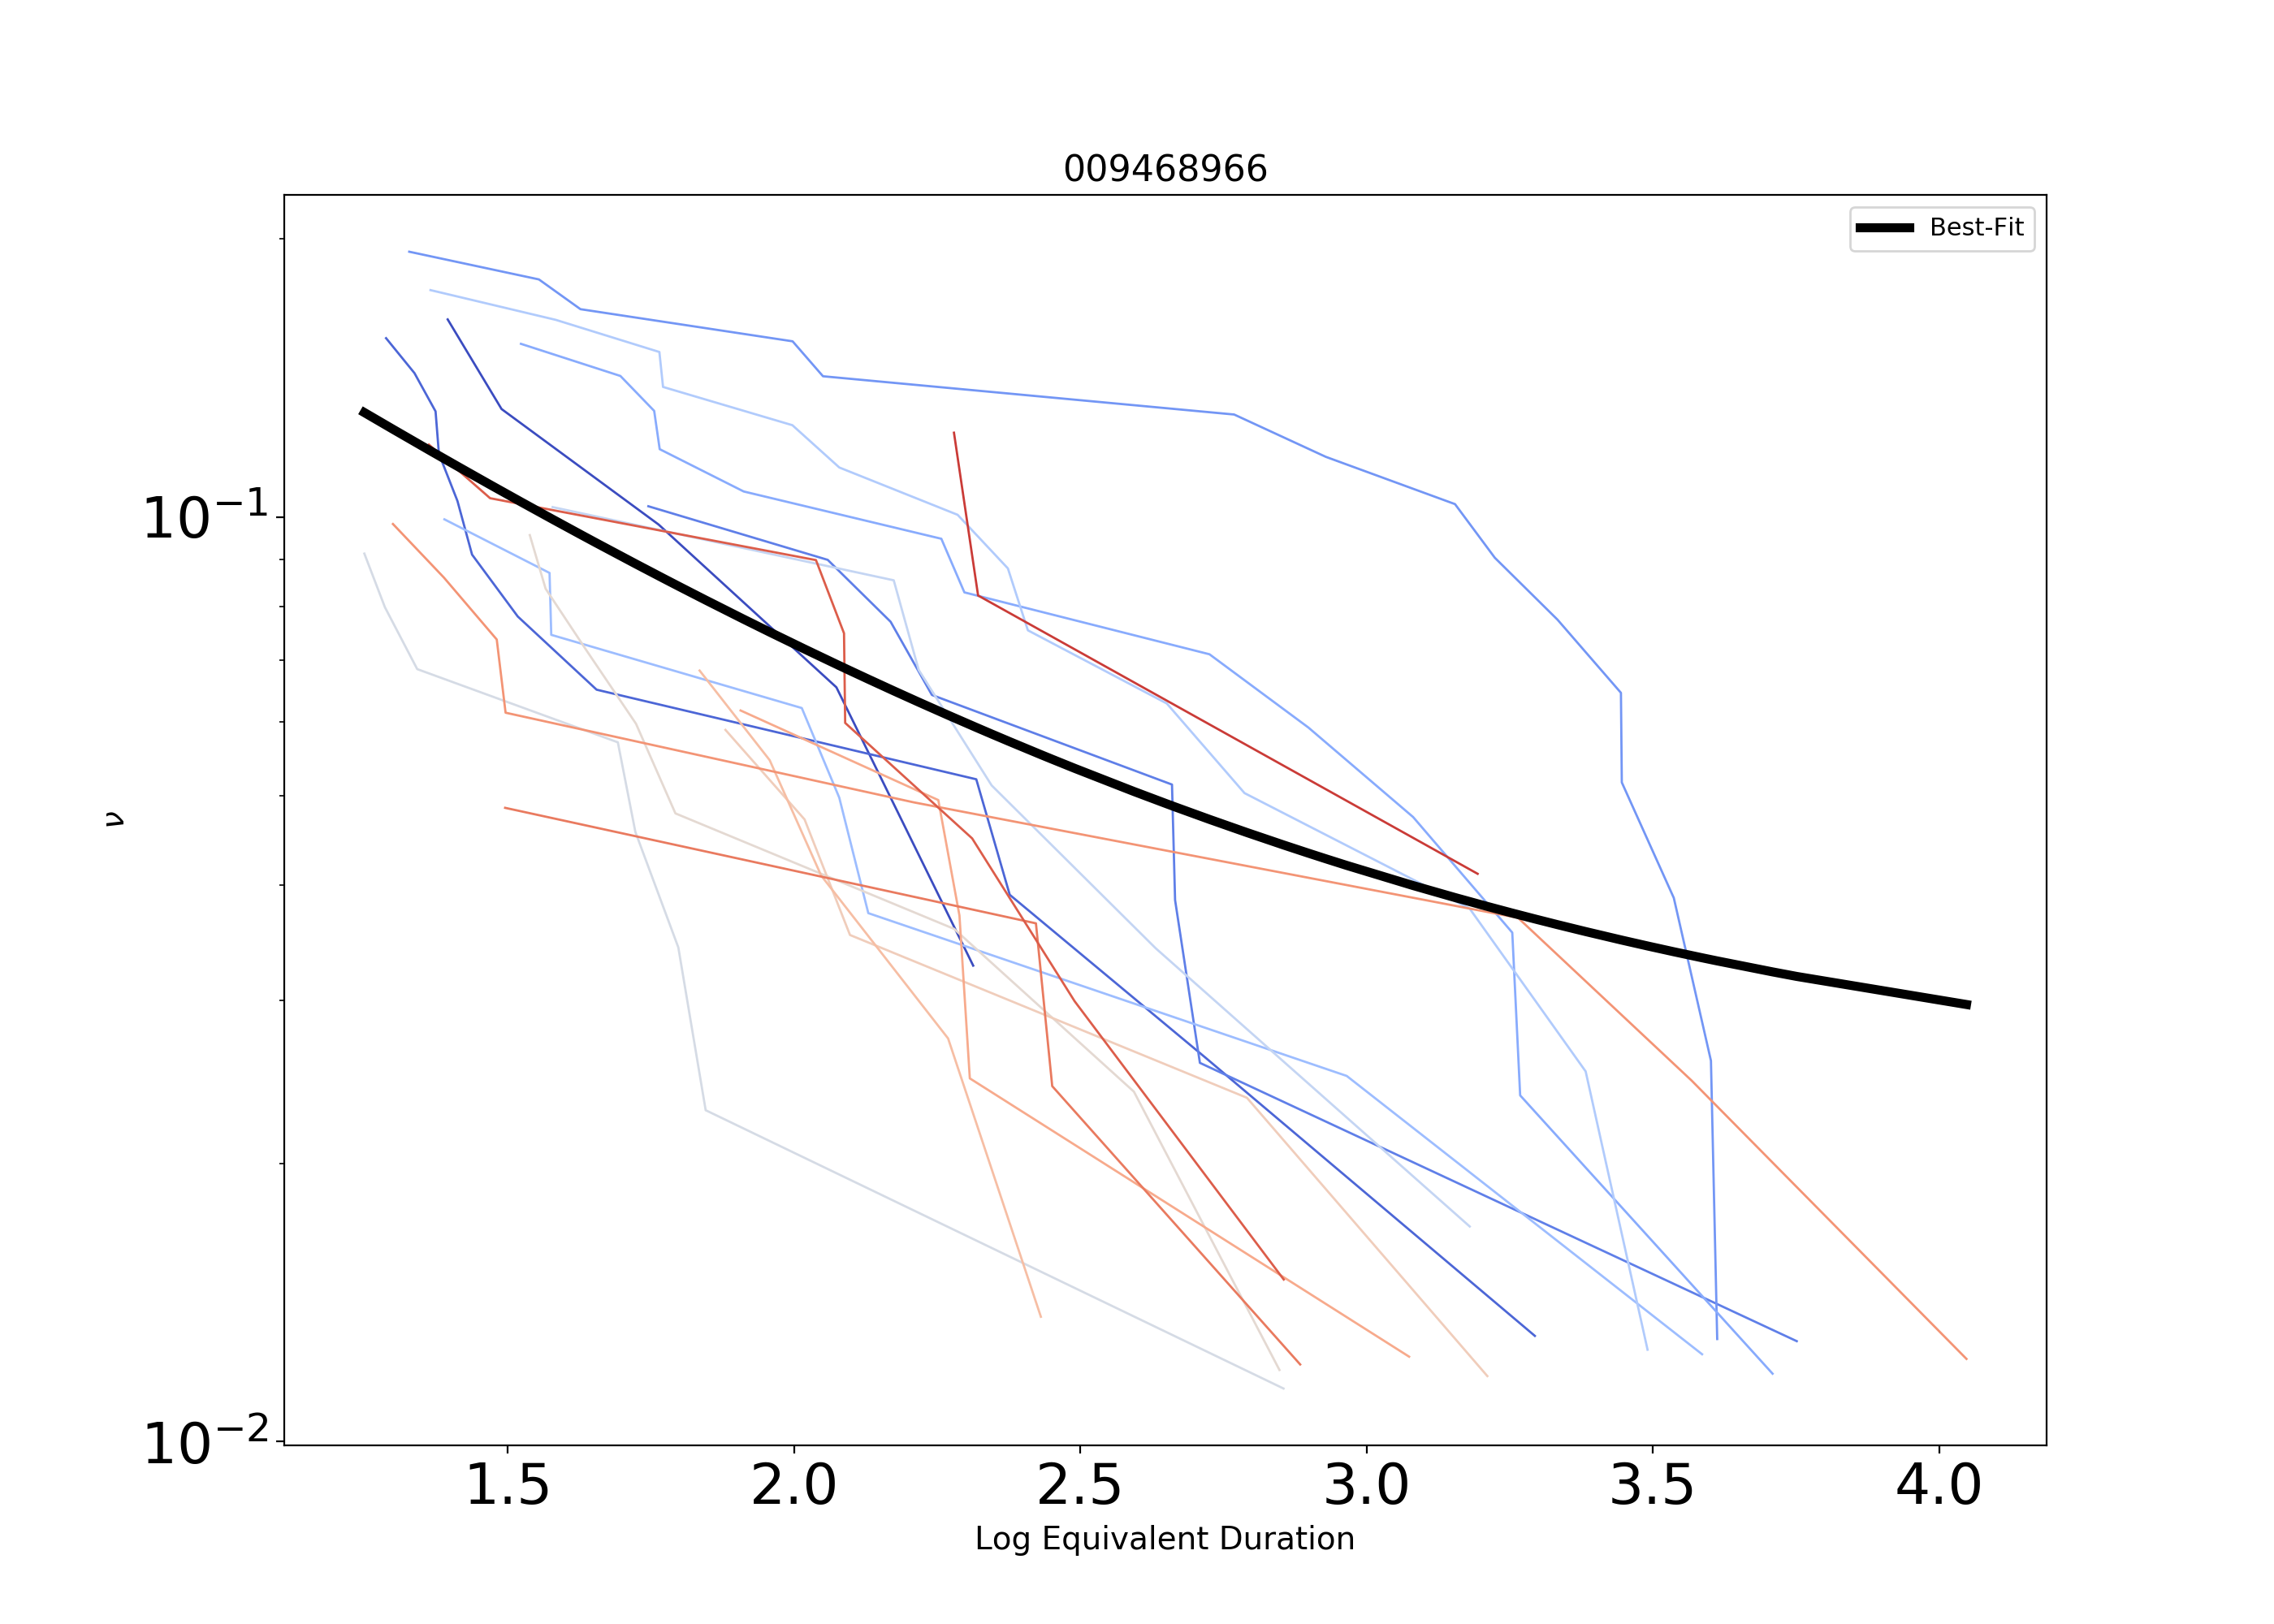 009468966
Best-Fit
10⁻¹
ν
10⁻²
1.5 2.0 2.5 3.0 3.5 4.0
Log Equivalent Duration